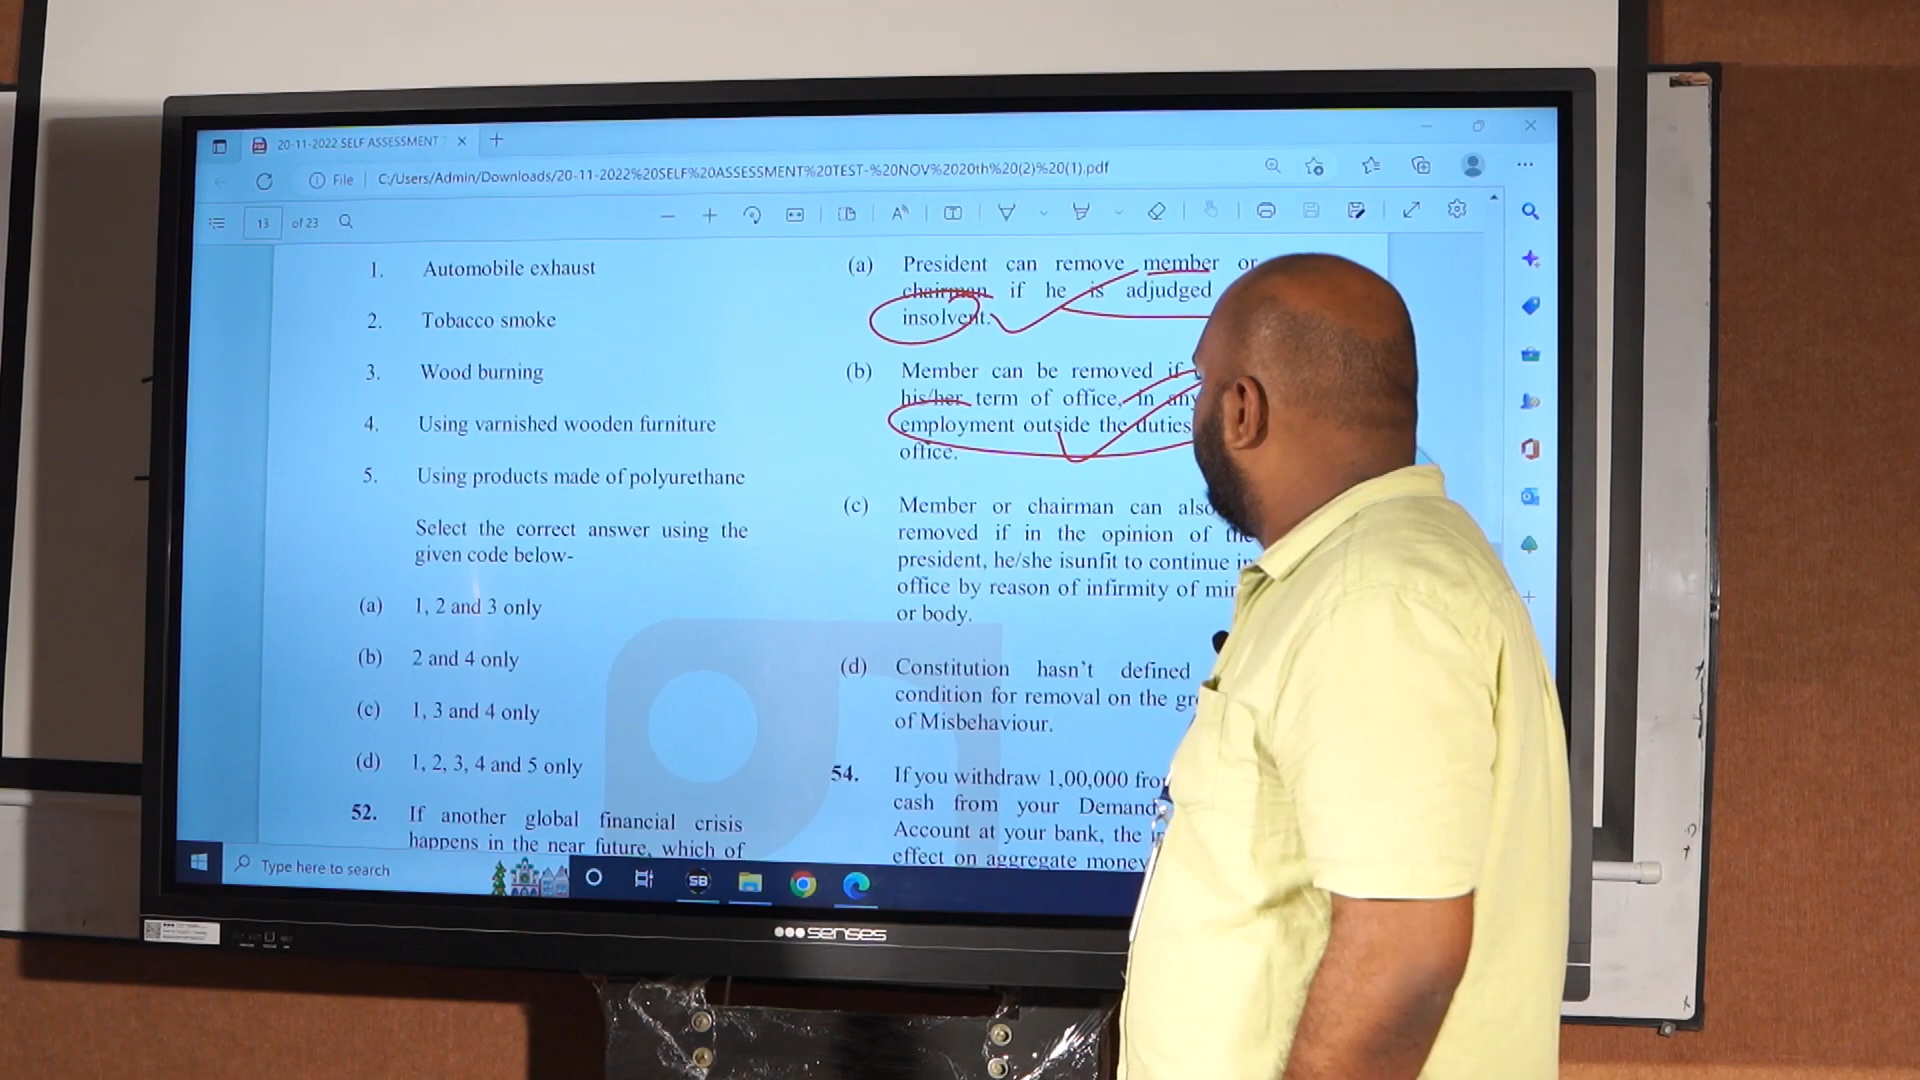 20-11-2022 SELF ASSESSMENT
File
C:/Users/Admin/Downloads/20-11-2022%20SELF%20ASSESSMENT%20TEST-%20NOV%2020th%20(2)%20(1).pdf
13 of 23
1. Automobile exhaust
2. Tobacco smoke
3. Wood burning
4. Using varnished wooden furniture
5. Using products made of polyurethane
Select the correct answer using the
given code below-
(a) 1, 2 and 3 only
(b) 2 and 4 only
(c) 1, 3 and 4 only
(d) 1, 2, 3, 4 and 5 only
52. If another global financial crisis
happens in the near future, which of
(a) President can remove member or
chairman if he is adjudged
insolvent.
(b) Member can be removed if
his/her term of office, in any
employment outside the duties
office.
(c) Member or chairman can also
removed if in the opinion of the
president, he/she isunfit to continue in
office by reason of infirmity of
or body.
(d) Constitution hasn't defined
condition for removal on the
of Misbehaviour.
54. If you withdraw 1,00,000
cash from your Demand
Account at your bank, the
effect on aggregate money
Type here to search
SB
senses